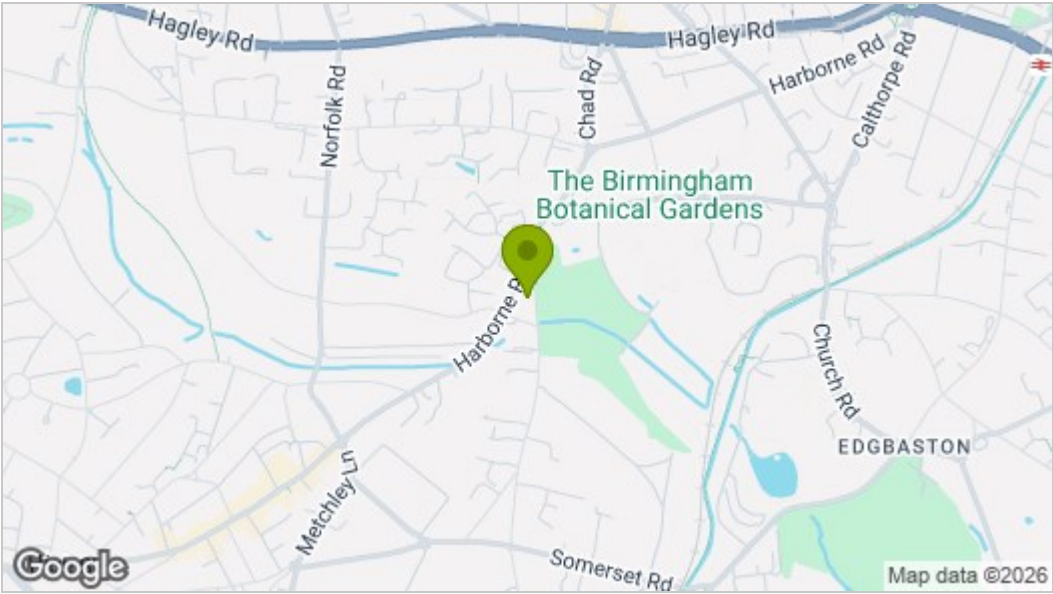 Hagley Rd
Hagley Rd
Harborne Rd
Calthorpe Rd
Chad Rd
Norfolk Rd
The Birmingham
Botanical Gardens
Harborne
Church Rd
EDGBASTON
Metchley Ln
Somerset Rd
Google
Map data ©2026